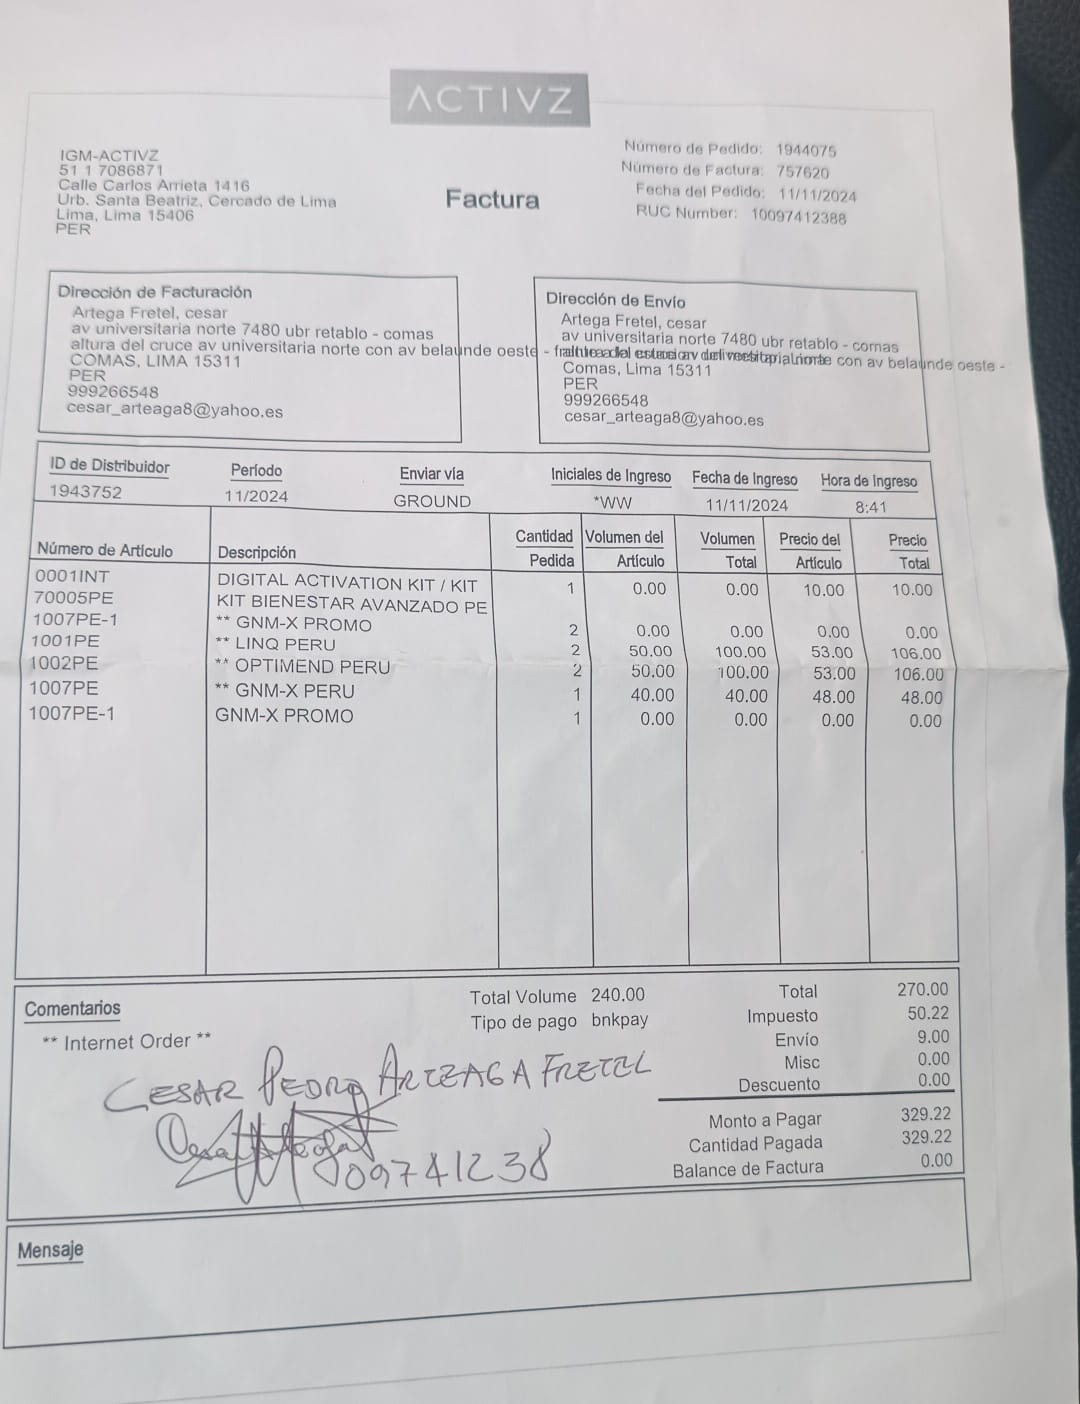 ACTIVZ
IGM-ACTIVZ
51 1 7086871
Calle Carlos Arrieta 1416
Urb. Santa Beatriz, Cercado de Lima
Lima, Lima 15406
PER
Factura
Número de Pedido: 1944075
Número de Factura: 757620
Fecha del Pedido: 11/11/2024
RUC Number: 10097412388
Dirección de Facturación
Artega Fretel, cesar
av universitaria norte 7480 ubr retablo - comas
altura del cruce av universitaria norte con av belaunde oeste -
COMAS, LIMA 15311
PER
999266548
cesar_arteaga8@yahoo.es
Dirección de Envío
Artega Fretel, cesar
av universitaria norte 7480 ubr retablo - comas
norte con av belaunde oeste -
Comas, Lima 15311
PER
999266548
cesar_arteaga8@yahoo.es
ID de Distribuidor Período Enviar vía Iniciales de Ingreso Fecha de Ingreso Hora de Ingreso
1943752 11/2024 GROUND *WW 11/11/2024 8:41
Número de Artículo Descripción Cantidad Pedida Volumen del Artículo Volumen Total Precio del Artículo Precio Total
0001INT DIGITAL ACTIVATION KIT / KIT 1 0.00 0.00 10.00 10.00
70005PE KIT BIENESTAR AVANZADO PE
1007PE-1 ** GNM-X PROMO 2 0.00 0.00 0.00 0.00
1001PE ** LINQ PERU 2 50.00 100.00 53.00 106.00
1002PE ** OPTIMEND PERU 2 50.00 100.00 53.00 106.00
1007PE ** GNM-X PERU 1 40.00 40.00 48.00 48.00
1007PE-1 GNM-X PROMO 1 0.00 0.00 0.00 0.00
Comentarios
** Internet Order **
Total Volume 240.00
Tipo de pago bnkpay
Total 270.00
Impuesto 50.22
Envío 9.00
Misc 0.00
Descuento 0.00
Monto a Pagar 329.22
Cantidad Pagada 329.22
Balance de Factura 0.00
CESAR PEDRO ARTEAGA FRETEL
09741238
Mensaje